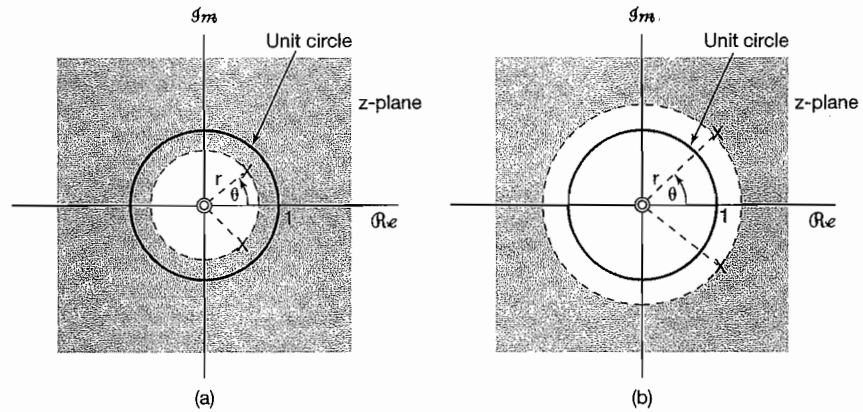 𝓘m
Unit circle
z-plane
r
θ
1
ℛe
(a)
𝓘m
Unit circle
z-plane
r
θ
1
ℛe
(b)